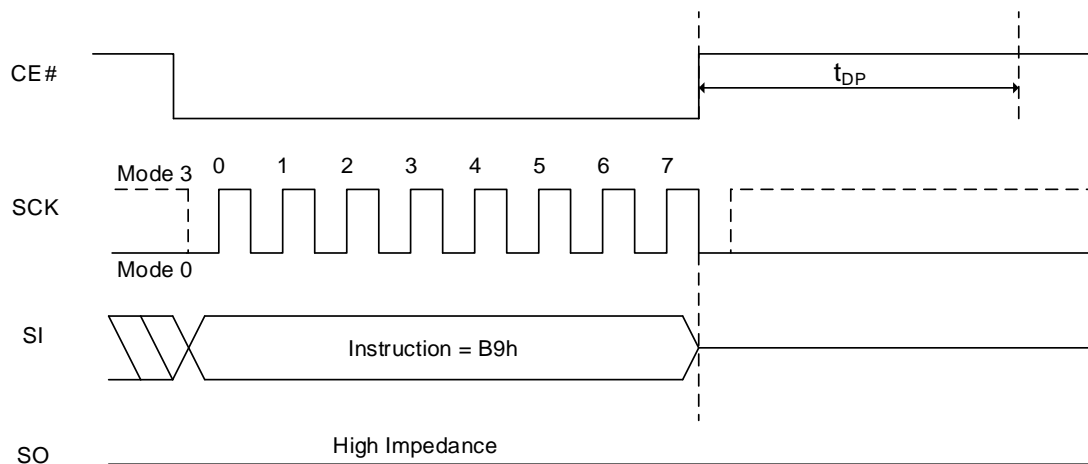 CE#
tDP
Mode 3
0 1 2 3 4 5 6 7
SCK
Mode 0
SI
Instruction = B9h
High Impedance
SO